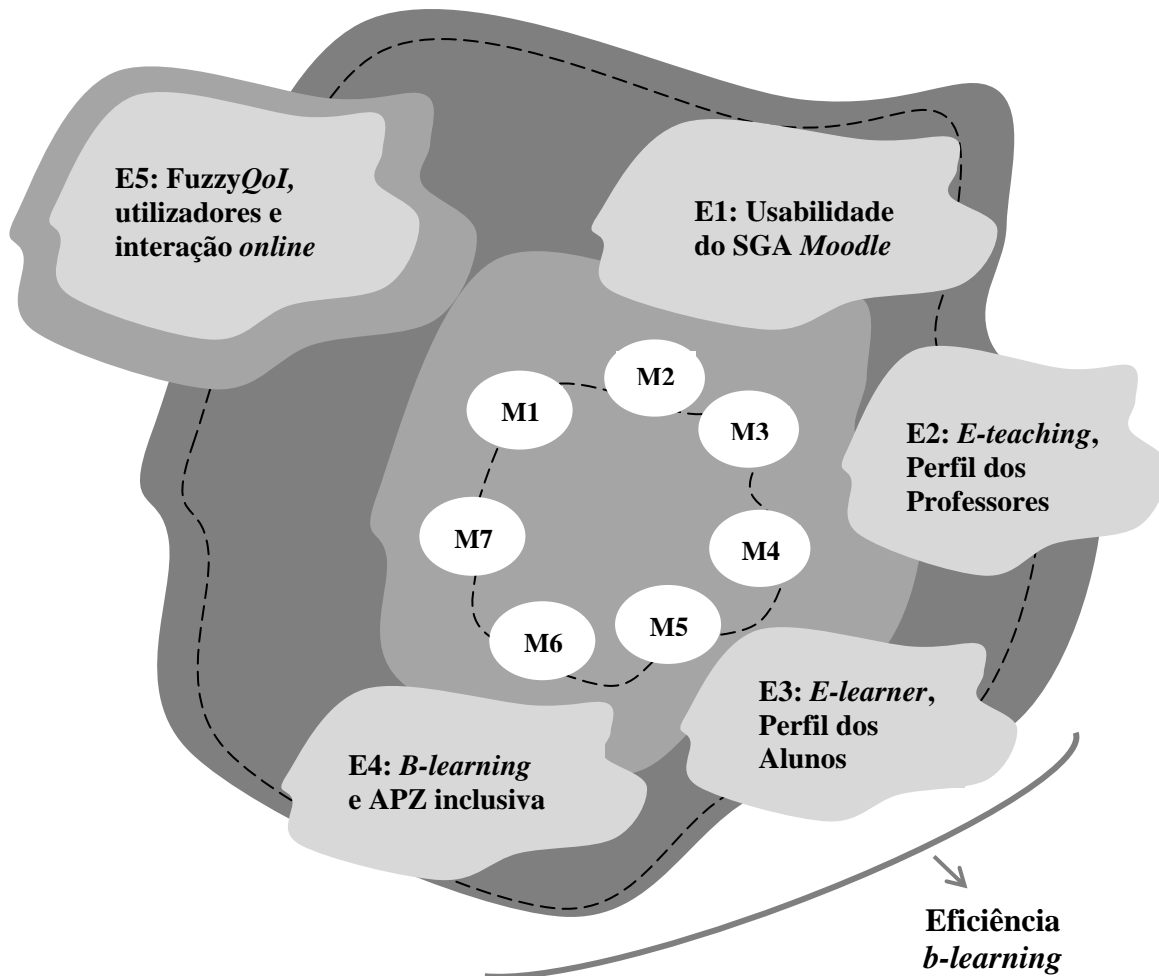 E5: FuzzyQoI,
utilizadores e
interação online
E1: Usabilidade
do SGA Moodle
M2
M1
M3
E2: E-teaching,
Perfil dos
Professores
M7
M4
M5
M6
E3: E-learner,
Perfil dos
Alunos
E4: B-learning
e APZ inclusiva
Eficiência
b-learning